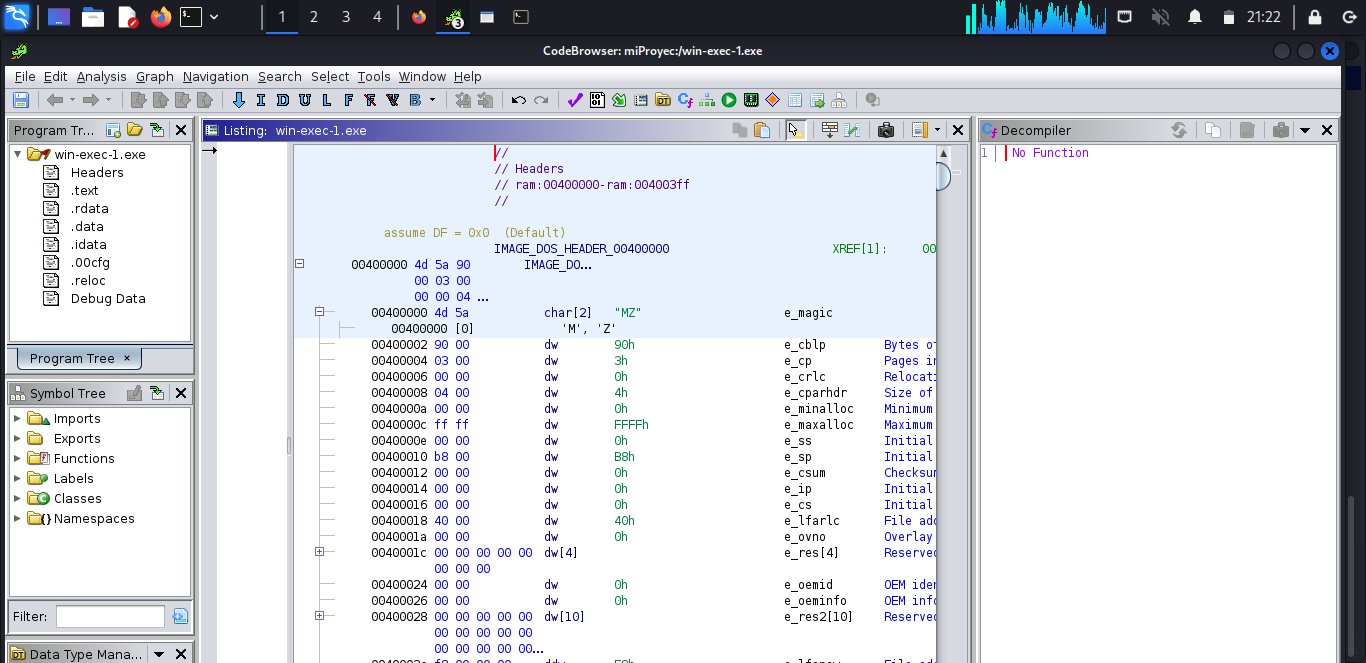 1 2 3 4 3 21:22
CodeBrowser: miProyec:/win-exec-1.exe
File Edit Analysis Graph Navigation Search Select Tools Window Help
I D U L F B
Program Tr...
win-exec-1.exe
Headers
.text
.rdata
.data
.idata
.00cfg
.reloc
Debug Data
Program Tree ×
Symbol Tree
Imports
Exports
Functions
Labels
Classes
Namespaces
Filter:
Data Type Mana...
Listing: win-exec-1.exe
//
// Headers
// ram:00400000-ram:004003ff
//
assume DF = 0x0 (Default)
IMAGE_DOS_HEADER_00400000 XREF[1]: 00
00400000 4d 5a 90 IMAGE_DO...
00 03 00
00 00 04 ...
00400000 4d 5a char[2] "MZ" e_magic
00400000 [0] 'M', 'Z'
00400002 90 00 dw 90h e_cblp Bytes of
00400004 03 00 dw 3h e_cp Pages in
00400006 00 00 dw 0h e_crlc Relocati
00400008 04 00 dw 4h e_cparhdr Size of
0040000a 00 00 dw 0h e_minalloc Minimum
0040000c ff ff dw FFFFh e_maxalloc Maximum
0040000e 00 00 dw 0h e_ss Initial
00400010 b8 00 dw B8h e_sp Initial
00400012 00 00 dw 0h e_csum Checksum
00400014 00 00 dw 0h e_ip Initial
00400016 00 00 dw 0h e_cs Initial
00400018 40 00 dw 40h e_lfarlc File add
0040001a 00 00 dw 0h e_ovno Overlay
0040001c 00 00 00 00 00 dw[4] e_res[4] Reserved
00 00 00
00400024 00 00 dw 0h e_oemid OEM iden
00400026 00 00 dw 0h e_oeminfo OEM info
00400028 00 00 00 00 00 dw[10] e_res2[10] Reserved
00 00 00 00 00
00 00 00 00 00...
Decompiler
1 No Function